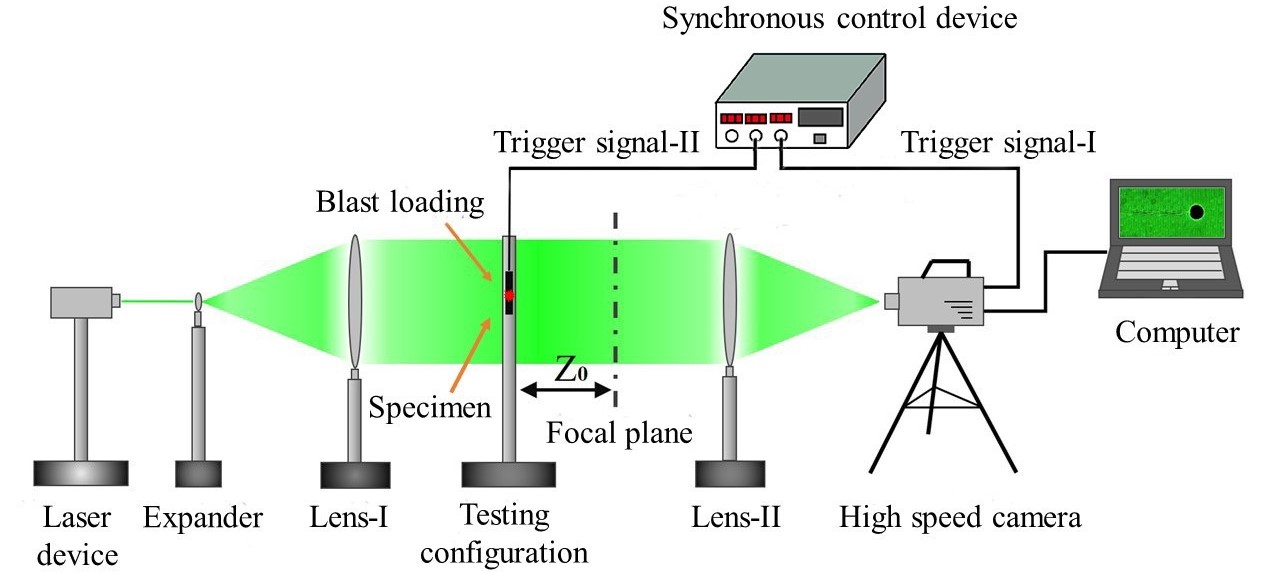 Synchronous control device
Trigger signal-II
Trigger signal-I
Blast loading
Computer
Z₀
Specimen
Focal plane
Laser
device
Expander
Lens-I
Testing
configuration
Lens-II
High speed camera